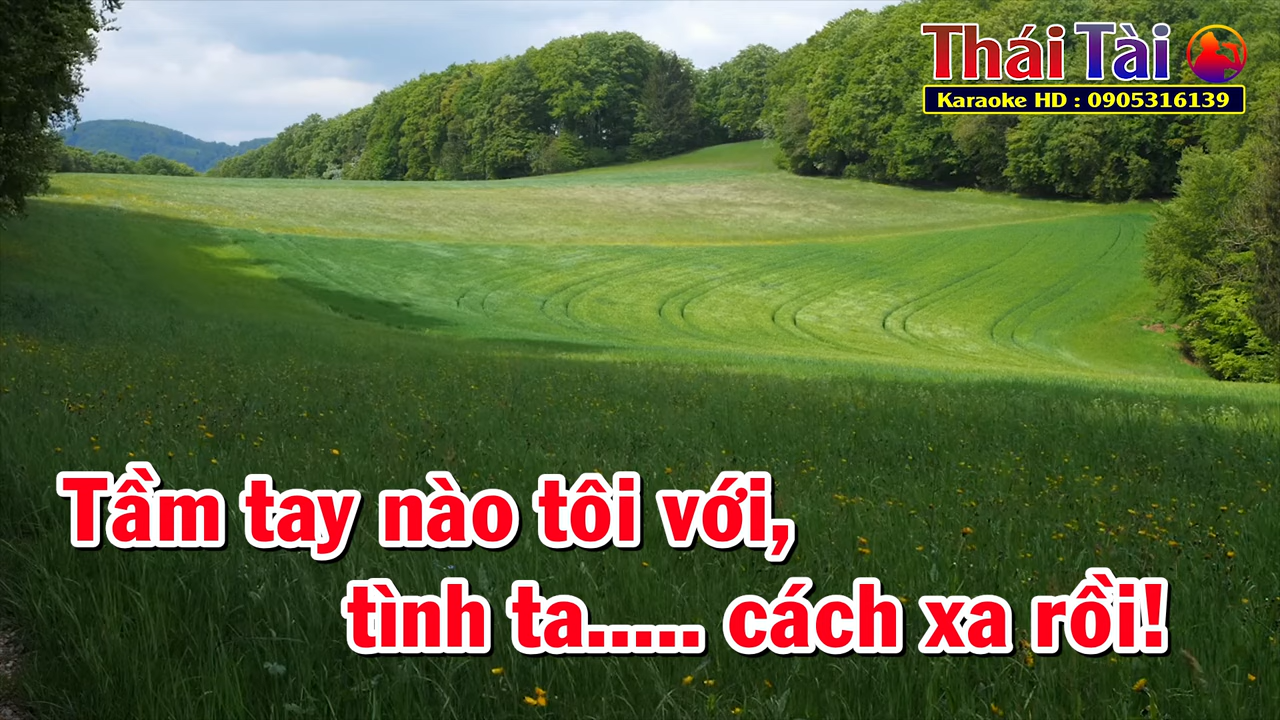 Thái Tài
Karaoke HD : 0905316139
Tầm tay nào tôi với,
tình ta..... cách xa rồi!